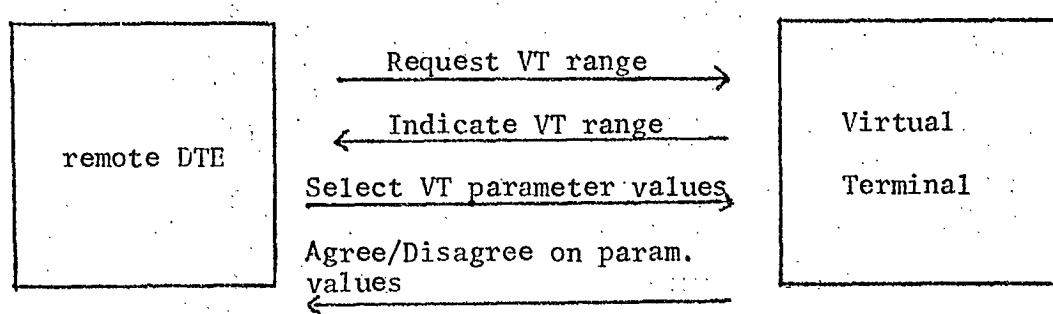 remote DTE
Request VT range
Indicate VT range
Select VT parameter values
Agree/Disagree on param.
values
Virtual
Terminal